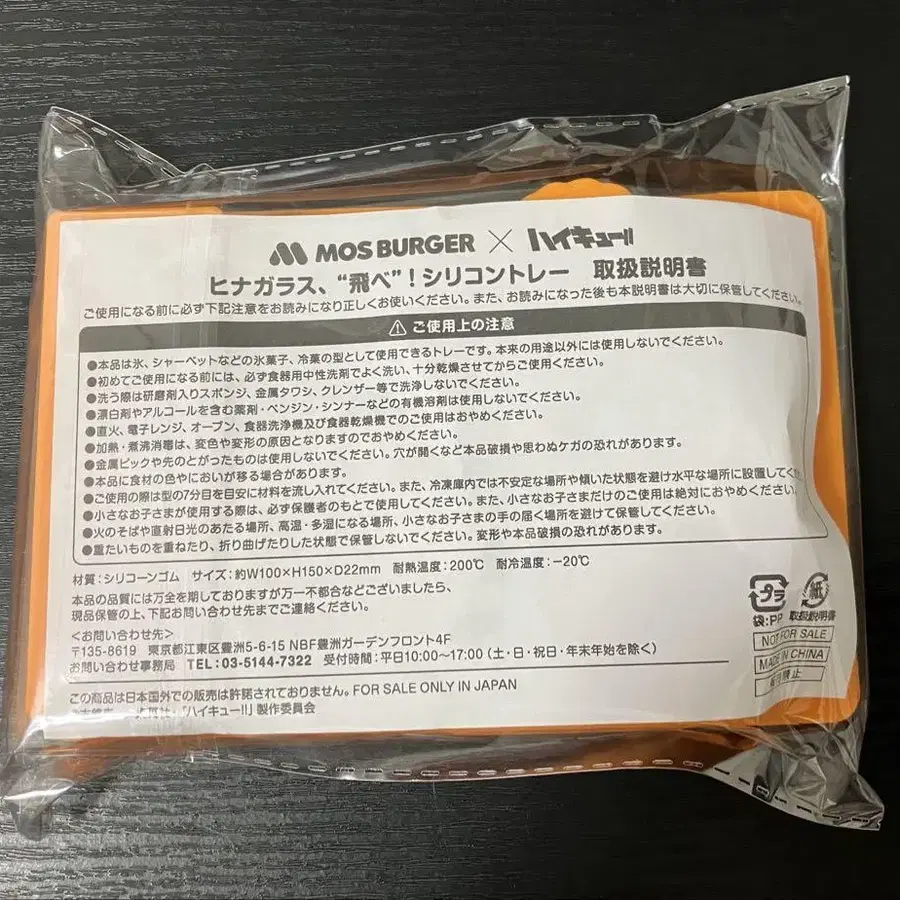 MOS BURGER × ハイキュー!!
ヒナガラス、“飛べ”!シリコントレー 取扱説明書
ご使用になる前に必ず下記注意をお読みになり正しくお使いください。また、お読みになった後も本説明書は大切に保管してください。
⚠ ご使用上の注意
●本品は氷、シャーベットなどの氷菓子、冷菓の型として使用できるトレーです。本来の用途以外には使用しないでください。
●初めてご使用になる前には、必ず食器用中性洗剤でよく洗い、十分乾燥させてからご使用ください。
●洗う際は研磨剤入りスポンジ、金属タワシ、クレンザー等で洗浄しないでください。
●漂白剤やアルコールを含む薬剤・ベンジン・シンナーなどの有機溶剤は使用しないでください。
●直火、電子レンジ、オーブン、食器洗浄機及び食器乾燥機でのご使用はおやめください。
●加熱・煮沸消毒は、変色や変形の原因となりますのでおやめください。
●金属ピックや先のとがったものは使用しないでください。穴が開くなど本品破損や思わぬケガの恐れがあります。
●本品に食材の色やにおいが移る場合があります。
●ご使用の際は型の7分目を目安に材料を流し入れてください。また、冷凍庫内では不安定な場所や傾いた状態を避け水平な場所に設置してくだ
●小さなお子さまが使用する際は、必ず保護者のもとで使用してください。また、小さなお子さまだけのご使用は絶対におやめください。
●火のそばや直射日光のあたる場所、高温・多湿になる場所、小さなお子さまの手の届く場所を避けて保管してください。
●重たいものを重ねたり、折り曲げたりした状態で保管しないでください。変形や本品破損の恐れがあります。
材質:シリコーンゴム サイズ:約W100×H150×D22mm 耐熱温度:200℃ 耐冷温度:-20℃
本品の品質には万全を期しておりますが万一不都合などございましたら、
現品保管の上、下記お問い合わせ先までご連絡ください。
<お問い合わせ先>
〒135-8619 東京都江東区豊洲5-6-15 NBF豊洲ガーデンフロント4F
お問い合わせ事務局 TEL:03-5144-7322 受付時間:平日10:00〜17:00(土・日・祝日・年末年始を除く)
この商品は日本国外での販売は許諾されておりません。FOR SALE ONLY IN JAPAN
「ハイキュー!!」製作委員会
プラ
袋:PP
紙
取扱説明書
NOT FOR SALE
MADE IN CHINA
禁止